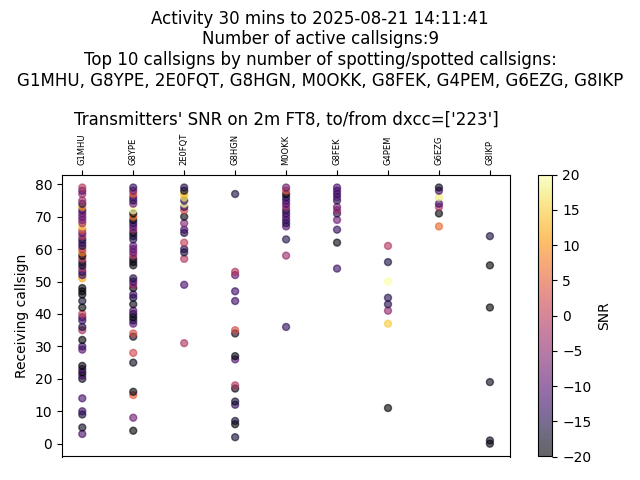 Activity 30 mins to 2025-08-21 14:11:41
Number of active callsigns:9
Top 10 callsigns by number of spotting/spotted callsigns:
G1MHU, G8YPE, 2E0FQT, G8HGN, M0OKK, G8FEK, G4PEM, G6EZG, G8IKP
Transmitters' SNR on 2m FT8, to/from dxcc=['223']
G1MHU
G8YPE
2E0FQT
G8HGN
M0OKK
G8FEK
G4PEM
G6EZG
G8IKP
Receiving callsign
80
70
60
50
40
30
20
10
0
20
15
10
5
0
−5
−10
−15
−20
SNR